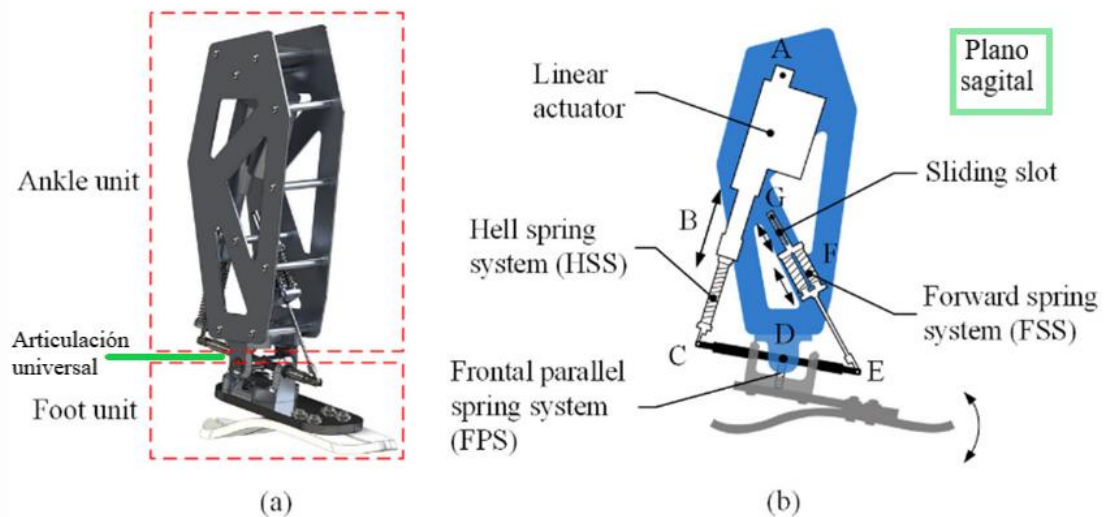 Ankle unit
Articulación
universal
Foot unit
(a)
Plano
sagital
A
Linear
actuator
Sliding slot
G
B
F
Hell spring
system (HSS)
Forward spring
system (FSS)
C
D
E
Frontal parallel
spring system
(FPS)
(b)